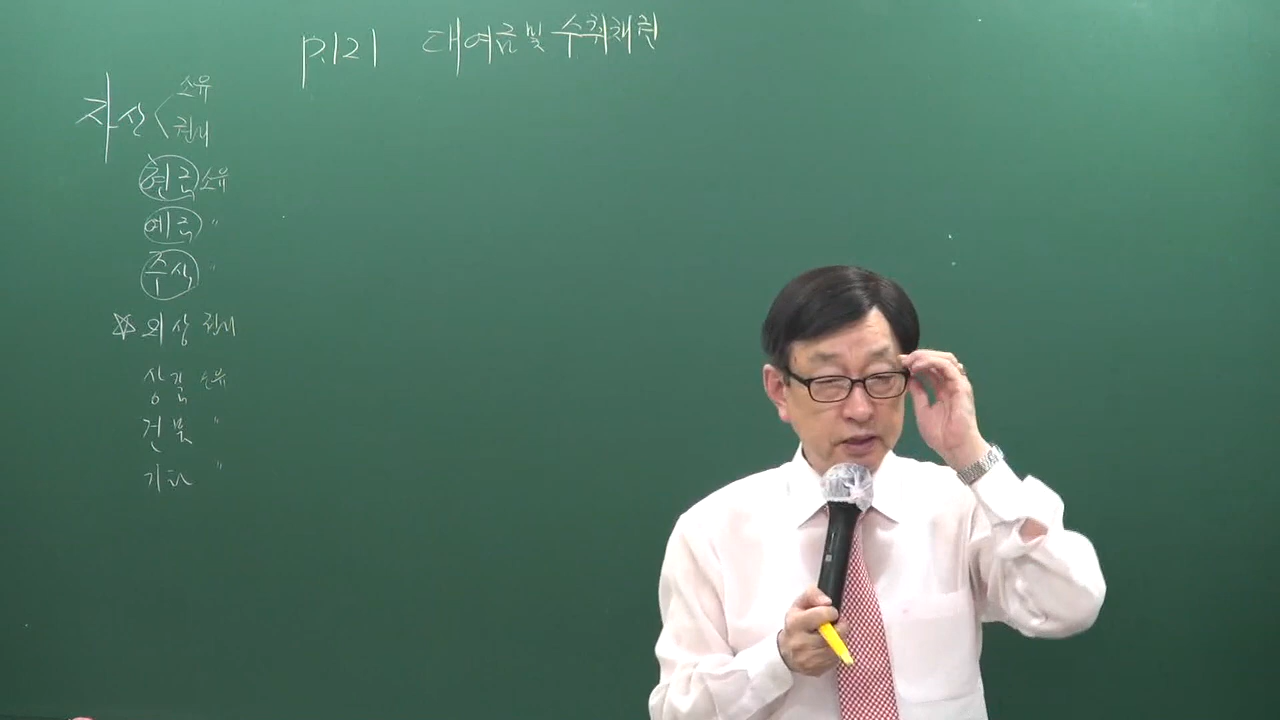 p.121 대여금 및 수취채권
자산 < 소유
권리
현금 소유
예금 〃
주식 〃
☆ 외상 권리
상품 소유
건물 〃
기타 〃